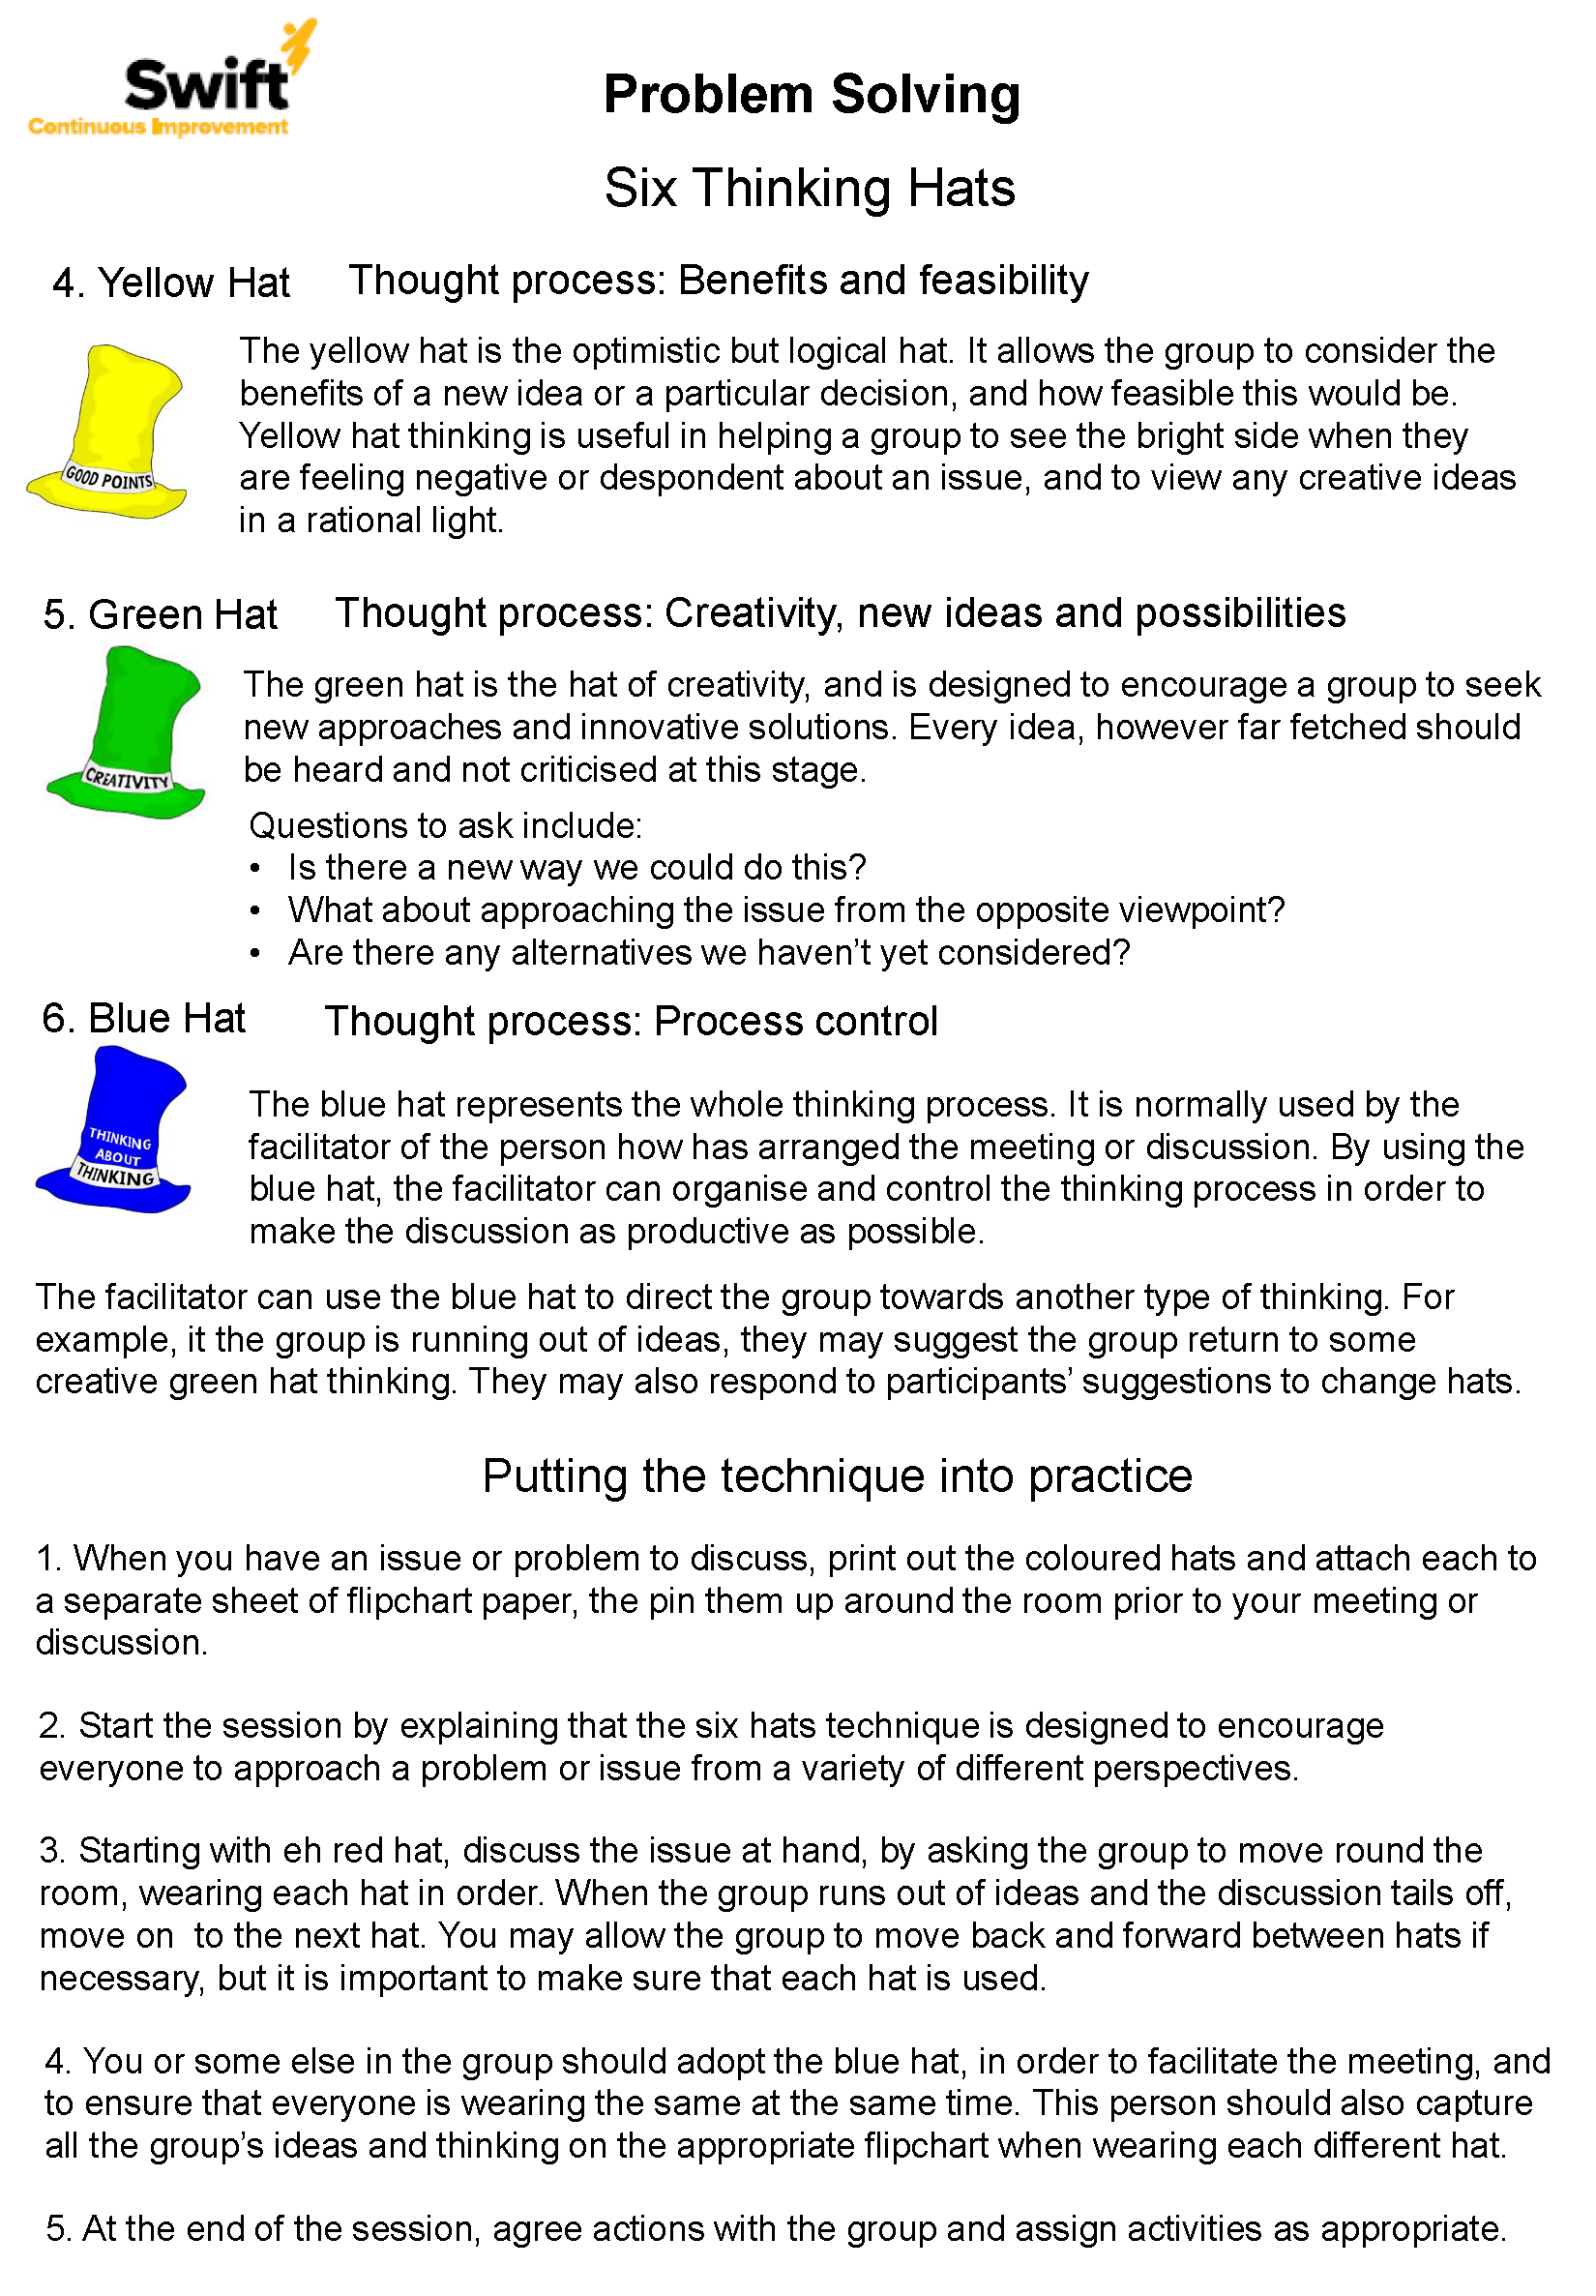 Swift
Continuous Improvement
Problem Solving
Six Thinking Hats
4. Yellow Hat Thought process: Benefits and feasibility
The yellow hat is the optimistic but logical hat. It allows the group to consider the
benefits of a new idea or a particular decision, and how feasible this would be.
Yellow hat thinking is useful in helping a group to see the bright side when they
are feeling negative or despondent about an issue, and to view any creative ideas
in a rational light.
GOOD POINTS
5. Green Hat Thought process: Creativity, new ideas and possibilities
The green hat is the hat of creativity, and is designed to encourage a group to seek
new approaches and innovative solutions. Every idea, however far fetched should
be heard and not criticised at this stage.
CREATIVITY
Questions to ask include:
• Is there a new way we could do this?
• What about approaching the issue from the opposite viewpoint?
• Are there any alternatives we haven’t yet considered?
6. Blue Hat Thought process: Process control
THINKING
ABOUT
THINKING
The blue hat represents the whole thinking process. It is normally used by the
facilitator of the person how has arranged the meeting or discussion. By using the
blue hat, the facilitator can organise and control the thinking process in order to
make the discussion as productive as possible.
The facilitator can use the blue hat to direct the group towards another type of thinking. For
example, it the group is running out of ideas, they may suggest the group return to some
creative green hat thinking. They may also respond to participants’ suggestions to change hats.
Putting the technique into practice
1. When you have an issue or problem to discuss, print out the coloured hats and attach each to
a separate sheet of flipchart paper, the pin them up around the room prior to your meeting or
discussion.
2. Start the session by explaining that the six hats technique is designed to encourage
everyone to approach a problem or issue from a variety of different perspectives.
3. Starting with eh red hat, discuss the issue at hand, by asking the group to move round the
room, wearing each hat in order. When the group runs out of ideas and the discussion tails off,
move on  to the next hat. You may allow the group to move back and forward between hats if
necessary, but it is important to make sure that each hat is used.
4. You or some else in the group should adopt the blue hat, in order to facilitate the meeting, and
to ensure that everyone is wearing the same at the same time. This person should also capture
all the group’s ideas and thinking on the appropriate flipchart when wearing each different hat.
5. At the end of the session, agree actions with the group and assign activities as appropriate.